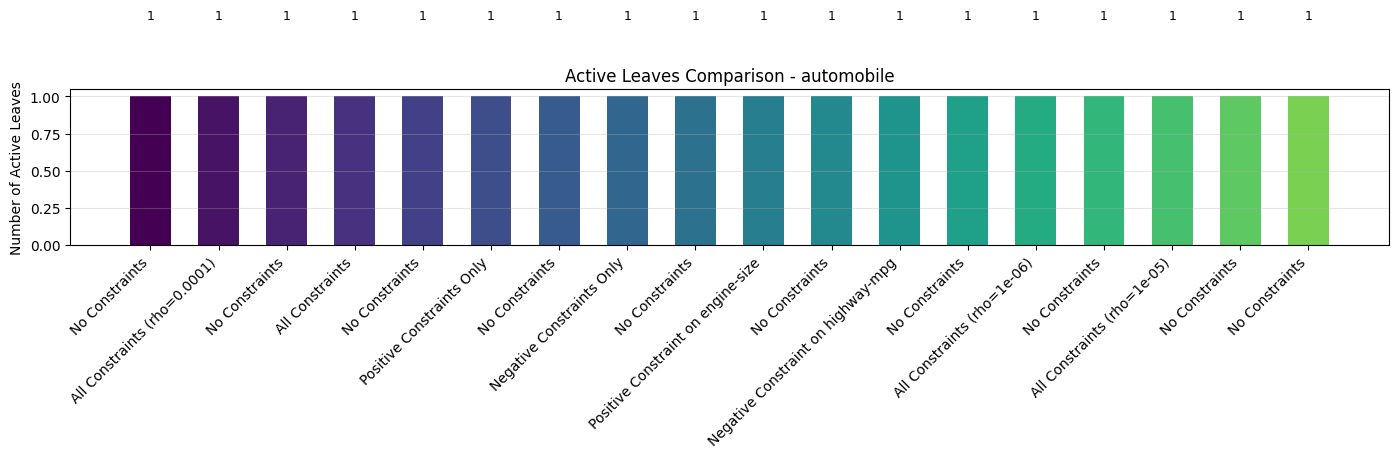 1 1 1 1 1 1 1 1 1 1 1 1 1 1 1 1 1 1
Active Leaves Comparison - automobile
Number of Active Leaves
1.00
0.75
0.50
0.25
0.00
No Constraints
All Constraints (rho=0.0001)
No Constraints
All Constraints
No Constraints
Positive Constraints Only
No Constraints
Negative Constraints Only
No Constraints
Positive Constraint on engine-size
No Constraints
Negative Constraint on highway-mpg
No Constraints
All Constraints (rho=1e-06)
No Constraints
All Constraints (rho=1e-05)
No Constraints
No Constraints